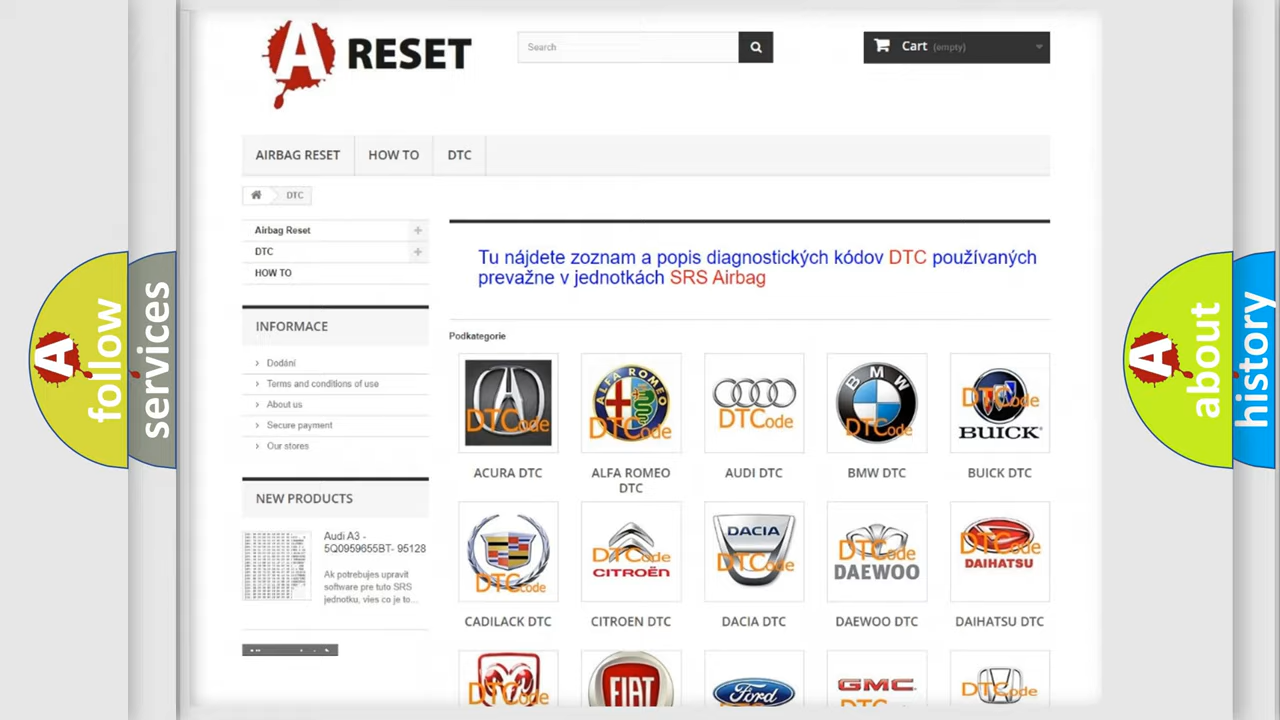 A RESET
Search
Cart (empty)
AIRBAG RESET
HOW TO
DTC
DTC
Airbag Reset
DTC
HOW TO
INFORMACE
Dodání
Terms and conditions of use
About us
Secure payment
Our stores
NEW PRODUCTS
Audi A3 -
5Q0959655BT- 95128
Ak potrebujes upravit
software pre tuto SRS
jednotku, vies co je to...
Tu nájdete zoznam a popis diagnostických kódov DTC používaných
prevažne v jednotkách SRS Airbag
Podkategorie
DTCode
ALFA ROMEO
DTCode
DTCode
BMW
DTCode
DTCode
BUICK
ACURA DTC
ALFA ROMEO
DTC
AUDI DTC
BMW DTC
BUICK DTC
DTCode
DTCode
CITROËN
DACIA
DTCode
DTCode
DAEWOO
DTCode
DAIHATSU
CADILACK DTC
CITROEN DTC
DACIA DTC
DAEWOO DTC
DAIHATSU DTC
DTCode
FIAT
Ford
GMC
DTCode
A follow
services
A about
history